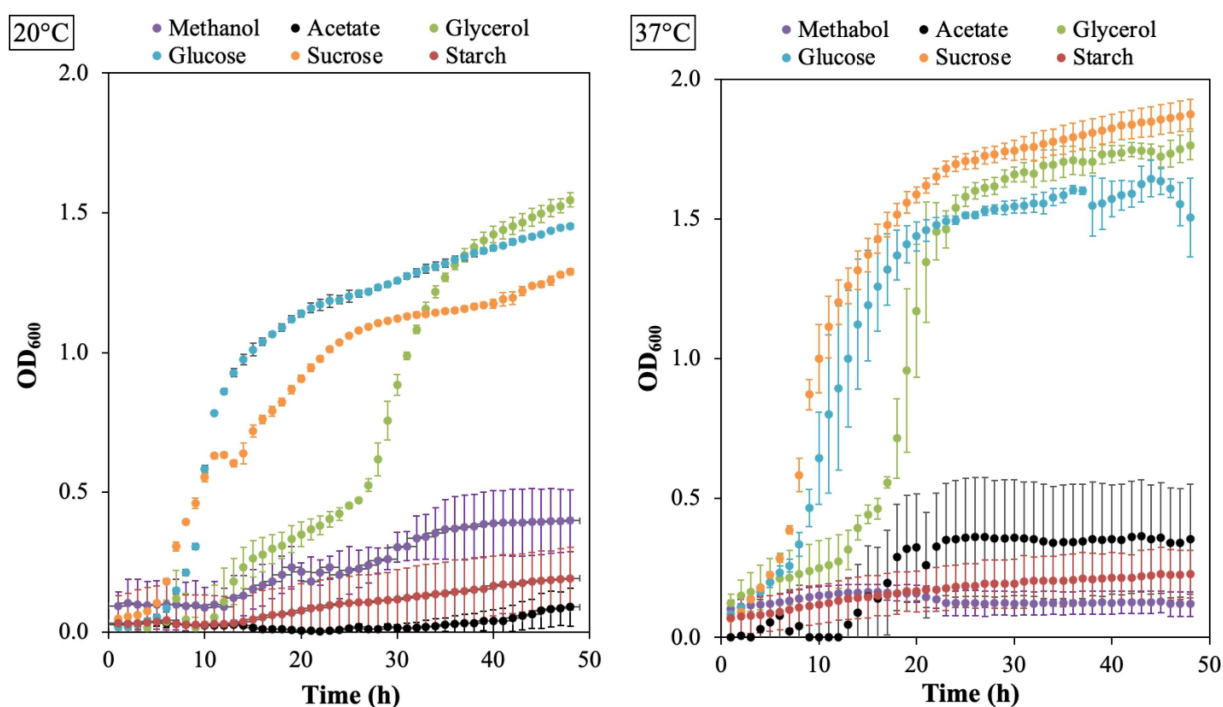 20°C
Methanol Acetate Glycerol
Glucose Sucrose Starch
2.0
1.5
1.0
0.5
0.0
OD600
0 10 20 30 40 50
Time (h)
37°C
Methabol Acetate Glycerol
Glucose Sucrose Starch
2.0
1.5
1.0
0.5
0.0
OD600
0 10 20 30 40 50
Time (h)